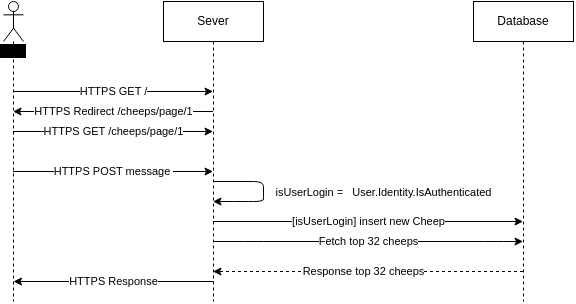 Sever
Database
HTTPS GET /
HTTPS Redirect /cheeps/page/1
HTTPS GET /cheeps/page/1
HTTPS POST message
isUserLogin = User.Identity.IsAuthenticated
[isUserLogin] insert new Cheep
Fetch top 32 cheeps
Response top 32 cheeps
HTTPS Response